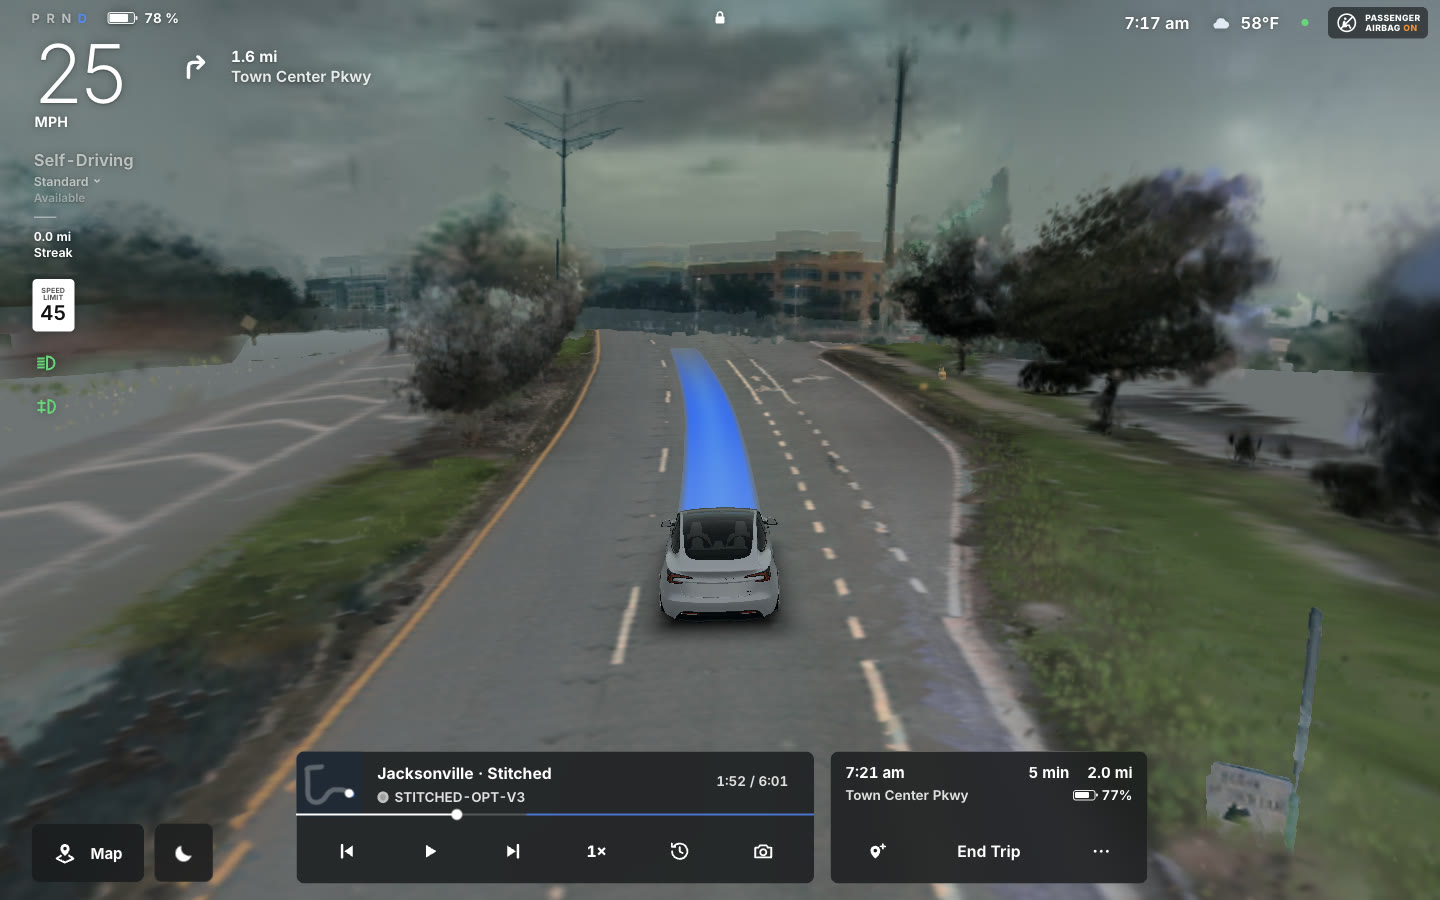 P R N D
78 %
25
MPH
1.6 mi
Town Center Pkwy
7:17 am
58°F
PASSENGER
AIRBAG ON
Self-Driving
Standard
Available
0.0 mi
Streak
SPEED
LIMIT
45
Jacksonville · Stitched
STITCHED-OPT-V3
1:52 / 6:01
1×
7:21 am
5 min
2.0 mi
Town Center Pkwy
77%
End Trip
Map